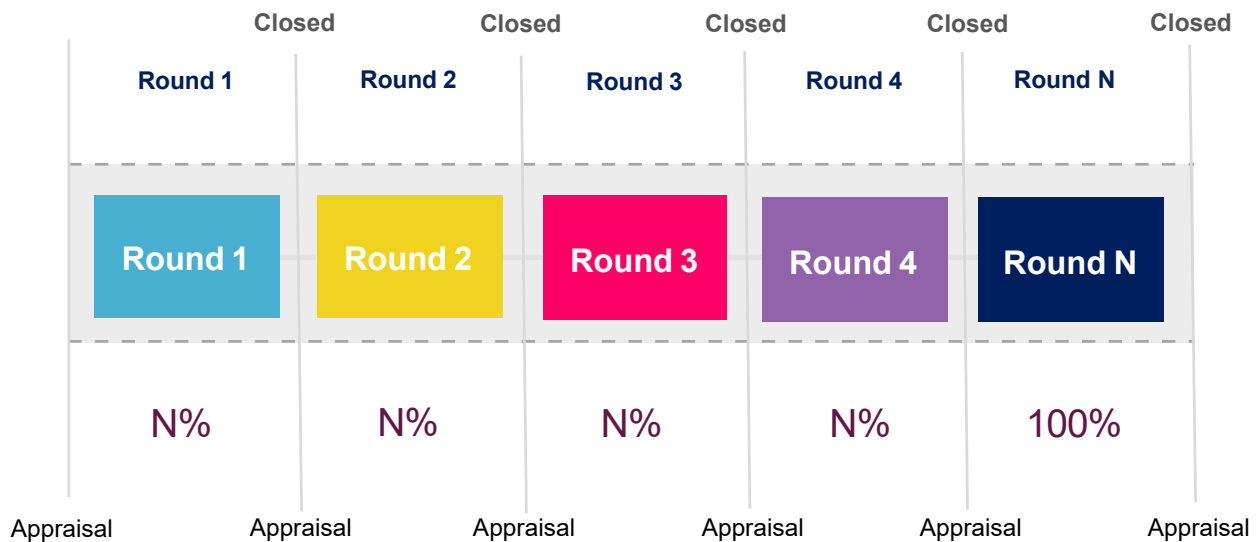 Closed Closed Closed Closed Closed
Round 1 Round 2 Round 3 Round 4 Round N
Round 1 Round 2 Round 3 Round 4 Round N
N% N% N% N% 100%
Appraisal Appraisal Appraisal Appraisal Appraisal Appraisal